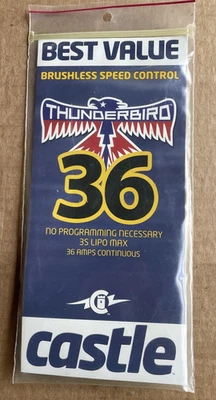 BEST VALUE
BRUSHLESS SPEED CONTROL
THUNDERBIRD
36
NO PROGRAMMING NECESSARY
3S LIPO MAX
36 AMPS CONTINUOUS
castle